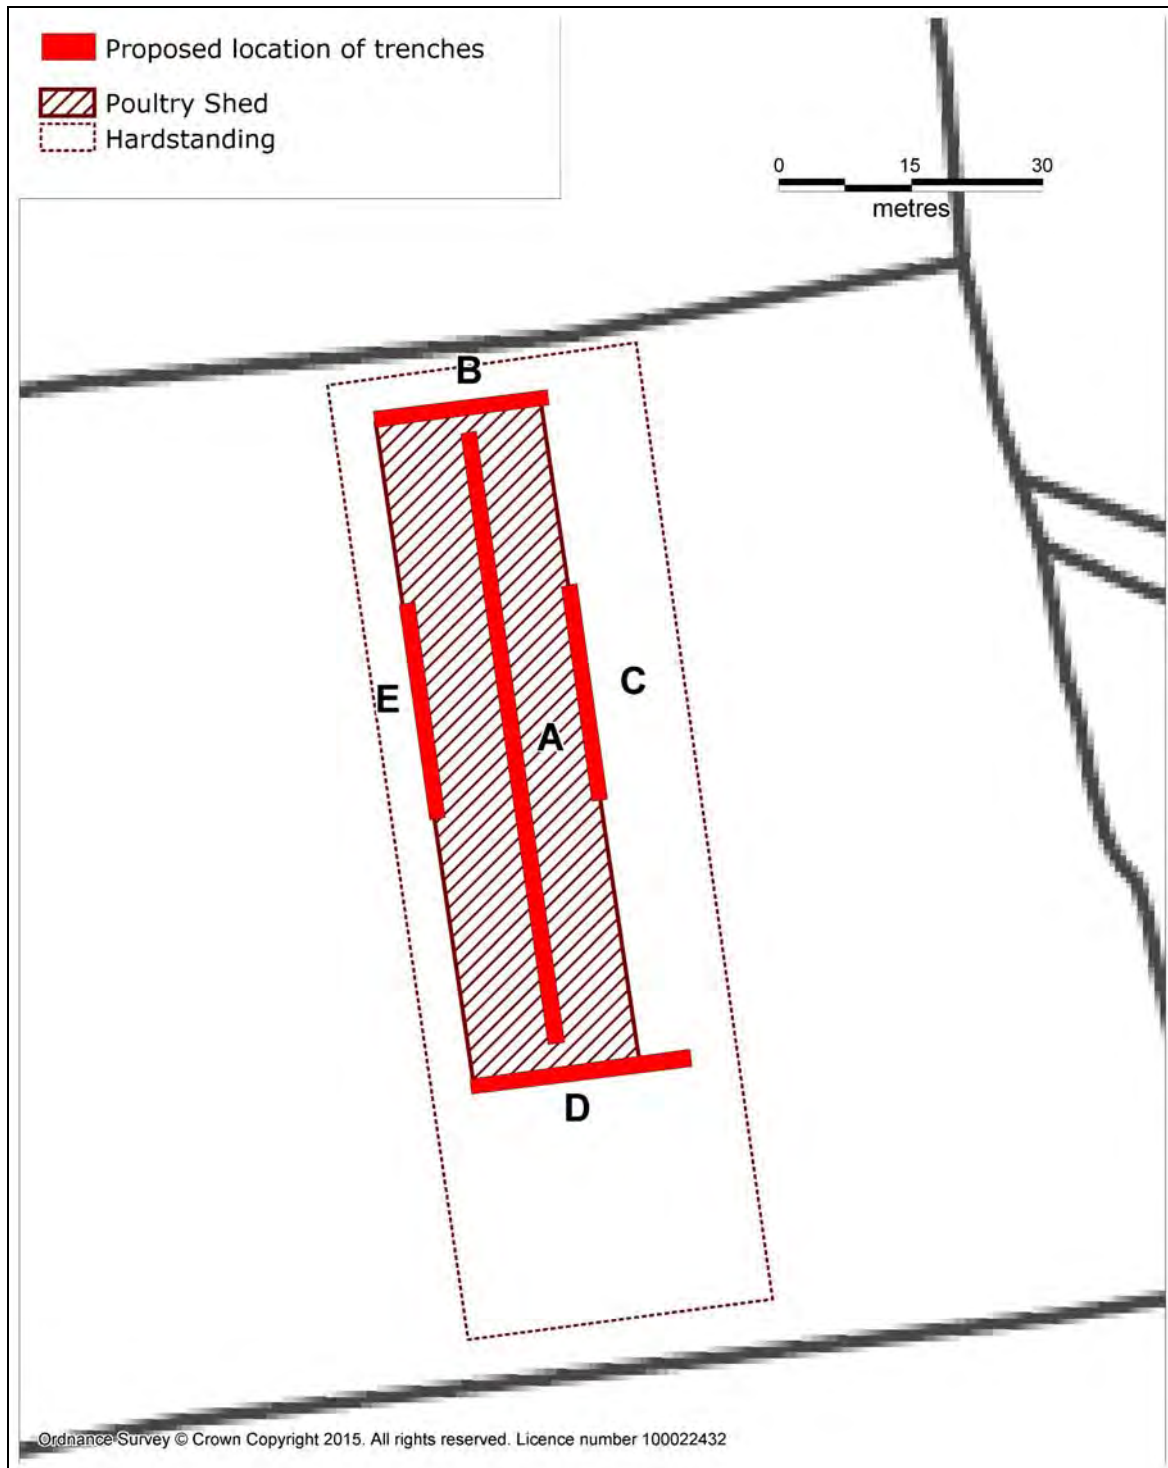 Proposed location of trenches
Poultry Shed
Hardstanding
0 15 30
metres
B
E
C
A
D
Ordnance Survey © Crown Copyright 2015. All rights reserved. Licence number 100022432